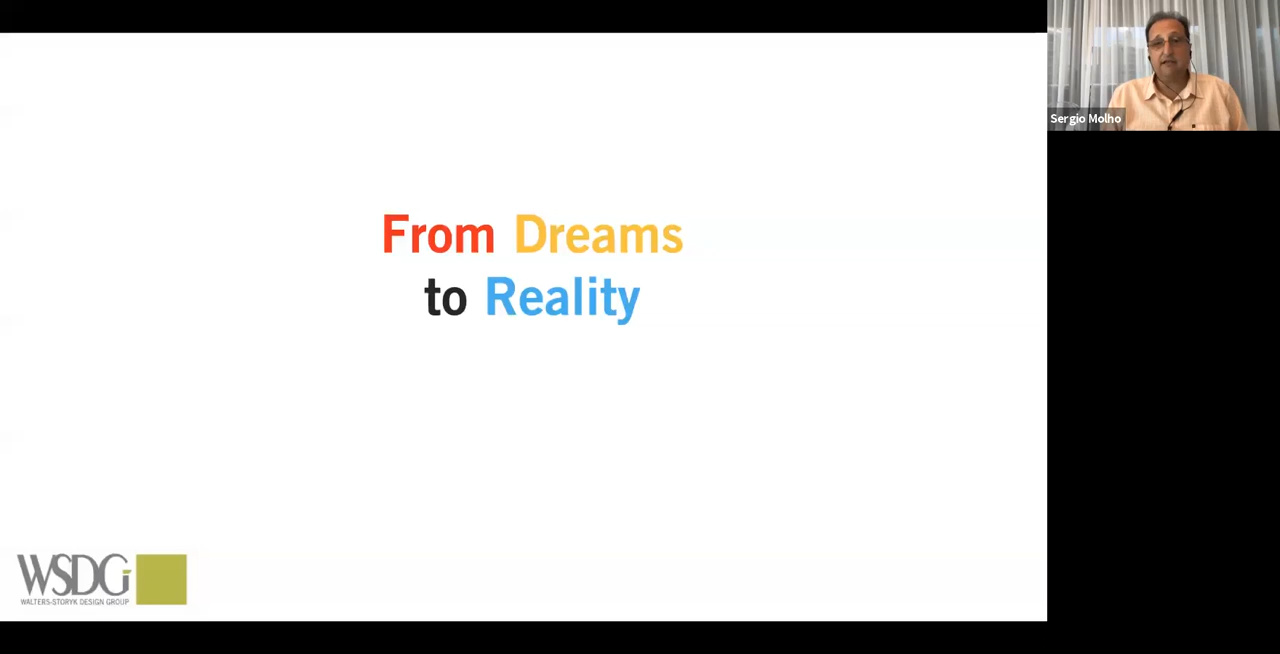 From Dreams
to Reality
WSDG
WALTERS-STORYK DESIGN GROUP
Sergio Molho